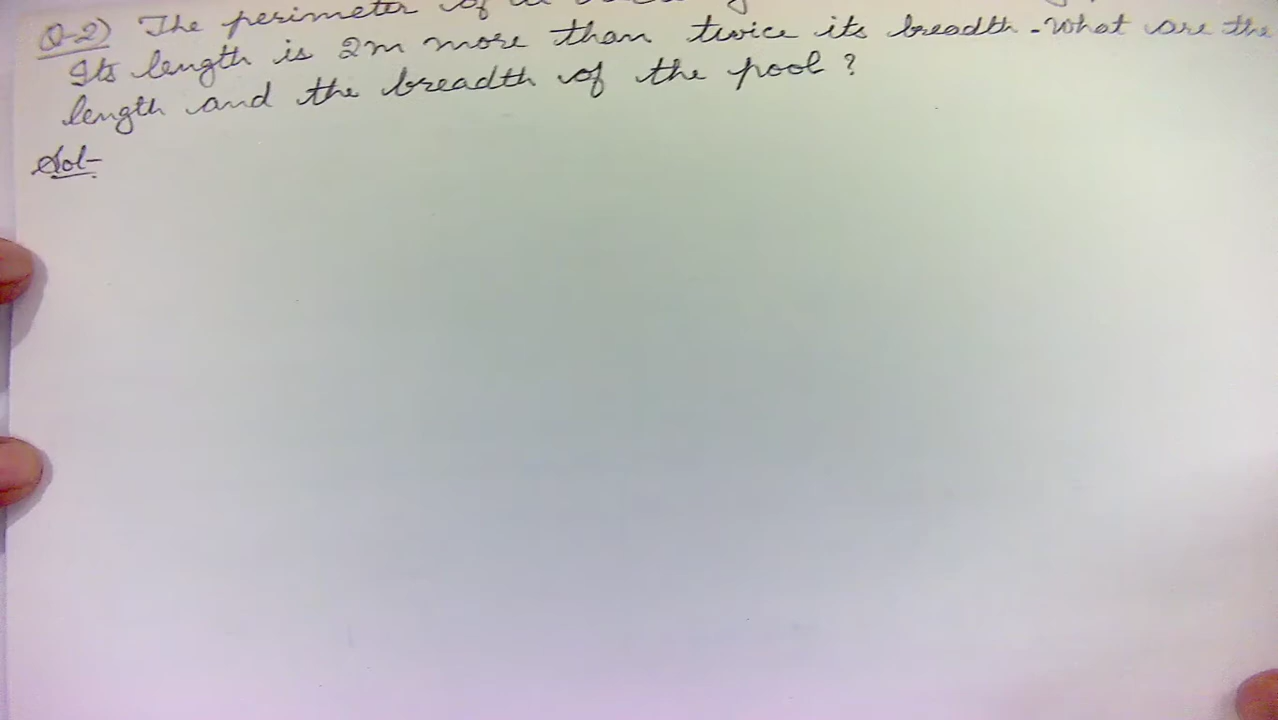 Q-2) The perimeter of a
Its length is 2m more than twice its breadth. What are the
length and the breadth of the pool ?
Sol-